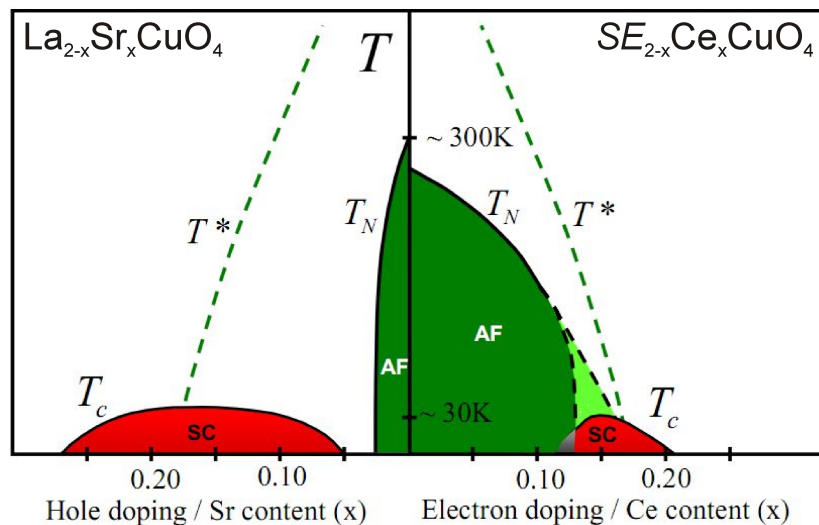 La2-xSrxCuO4
T
SE2-xCexCuO4
~ 300K
T*
TN
TN
T*
AF
AF
Tc
~ 30K
Tc
SC
SC
0.20 0.10 0.10 0.20
Hole doping / Sr content (x)
Electron doping / Ce content (x)